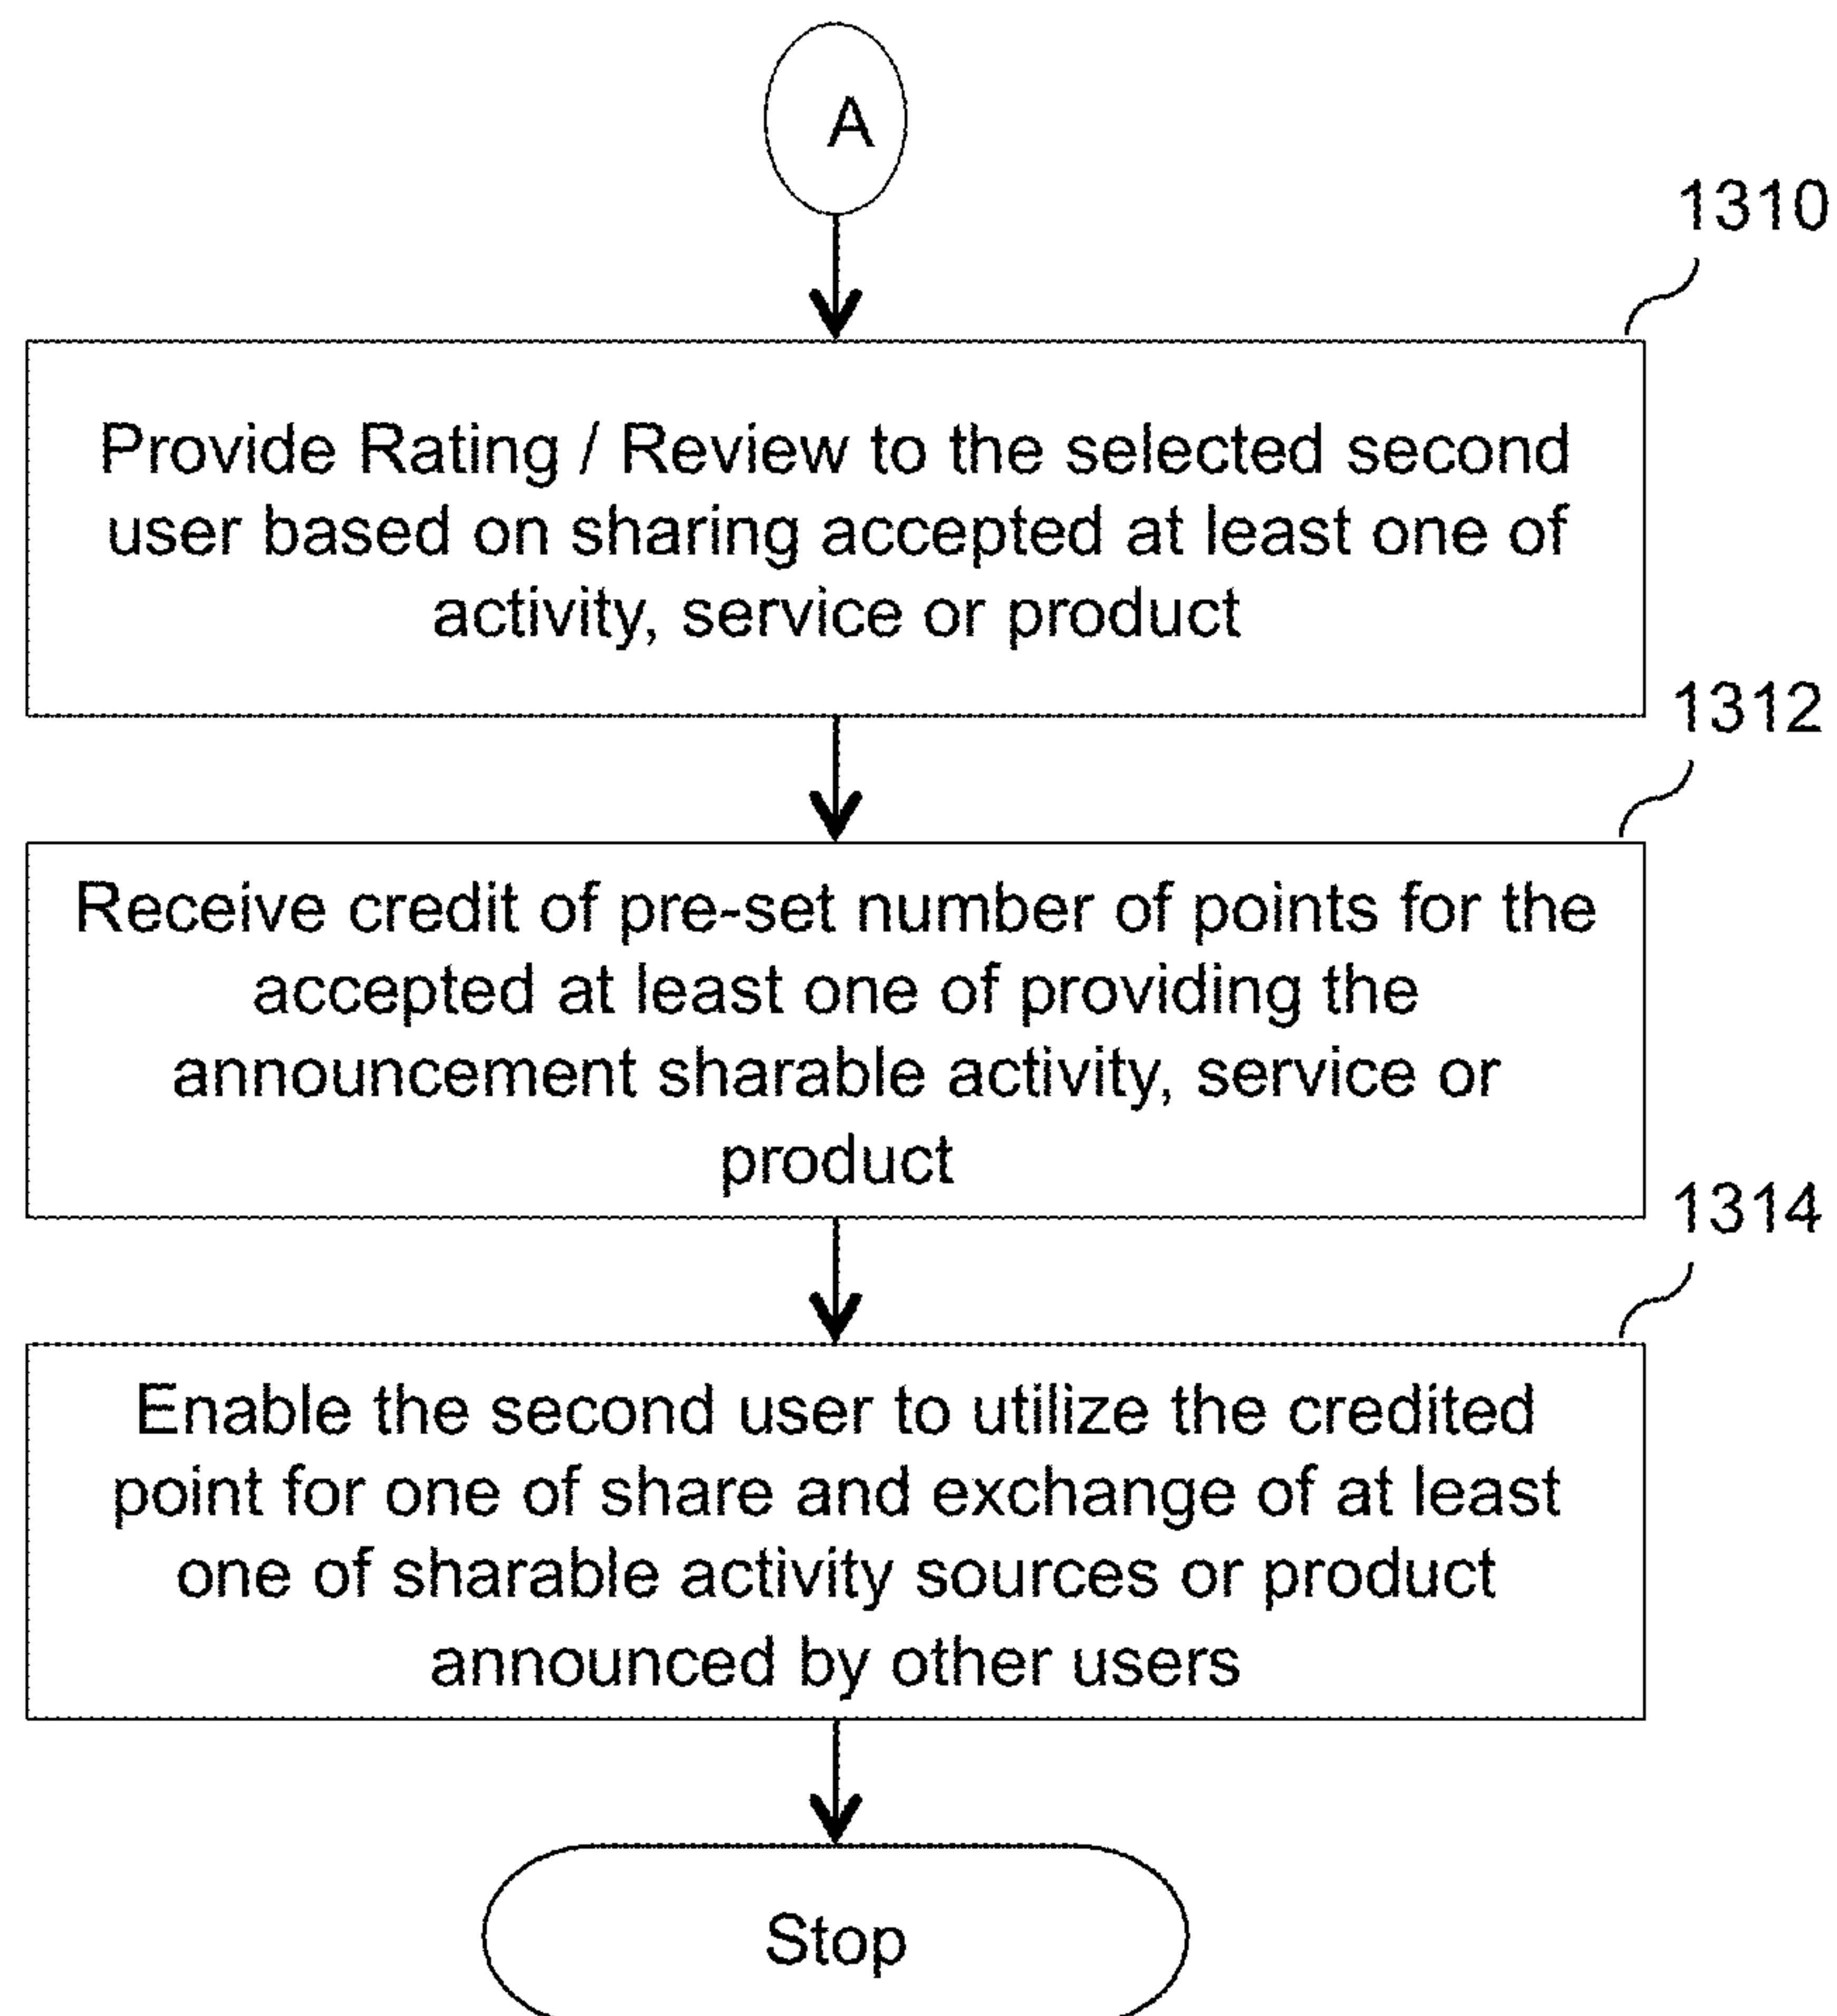 A
1310
Provide Rating / Review to the selected second
user based on sharing accepted at least one of
activity, service or product
1312
Receive credit of pre-set number of points for the
accepted at least one of providing the
announcement sharable activity, service or
product
1314
Enable the second user to utilize the credited
point for one of share and exchange of at least
one of sharable activity sources or product
announced by other users
Stop